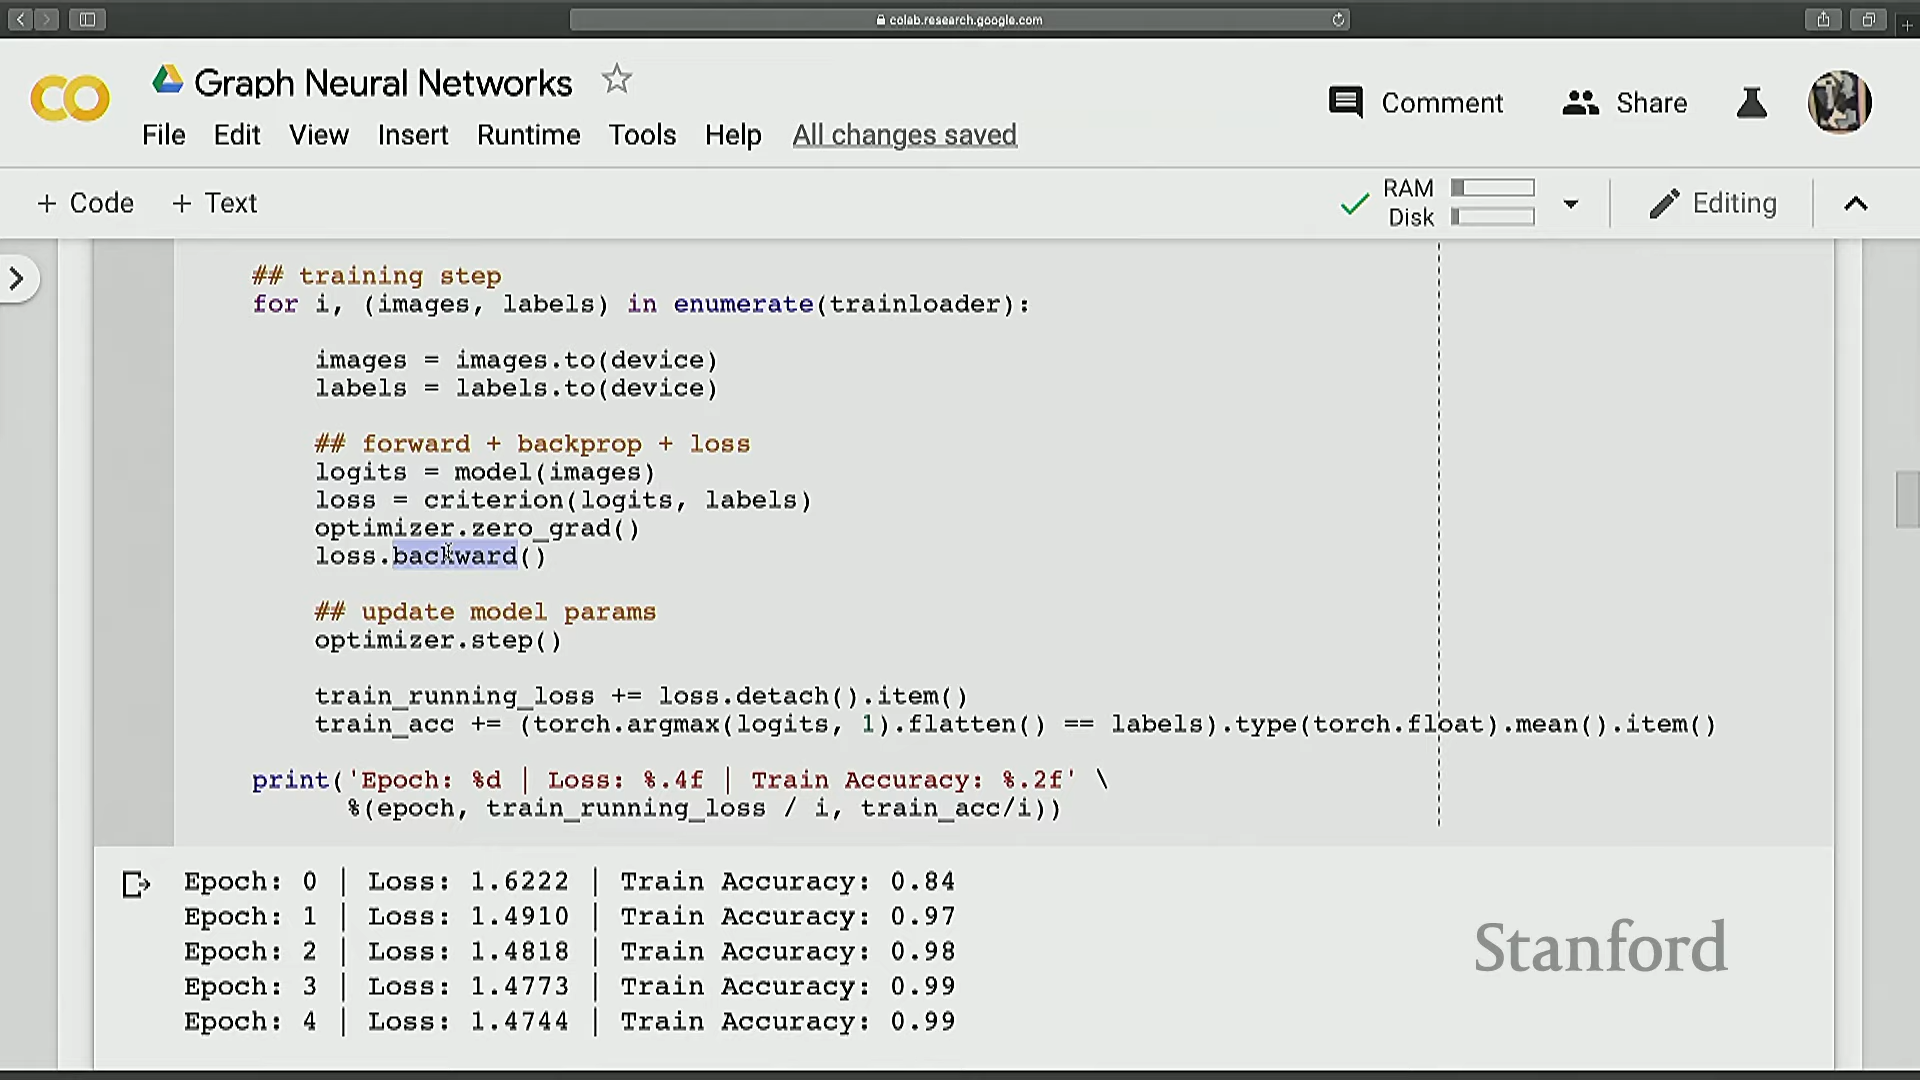 colab.research.google.com
CO Graph Neural Networks
File Edit View Insert Runtime Tools Help All changes saved
Comment Share
+ Code + Text
RAM
Disk
Editing
## training step
for i, (images, labels) in enumerate(trainloader):
images = images.to(device)
labels = labels.to(device)
## forward + backprop + loss
logits = model(images)
loss = criterion(logits, labels)
optimizer.zero_grad()
loss.backward()
## update model params
optimizer.step()
train_running_loss += loss.detach().item()
train_acc += (torch.argmax(logits, 1).flatten() == labels).type(torch.float).mean().item()
print('Epoch: %d | Loss: %.4f | Train Accuracy: %.2f' \
%(epoch, train_running_loss / i, train_acc/i))
Epoch: 0 | Loss: 1.6222 | Train Accuracy: 0.84
Epoch: 1 | Loss: 1.4910 | Train Accuracy: 0.97
Epoch: 2 | Loss: 1.4818 | Train Accuracy: 0.98
Epoch: 3 | Loss: 1.4773 | Train Accuracy: 0.99
Epoch: 4 | Loss: 1.4744 | Train Accuracy: 0.99
Stanford